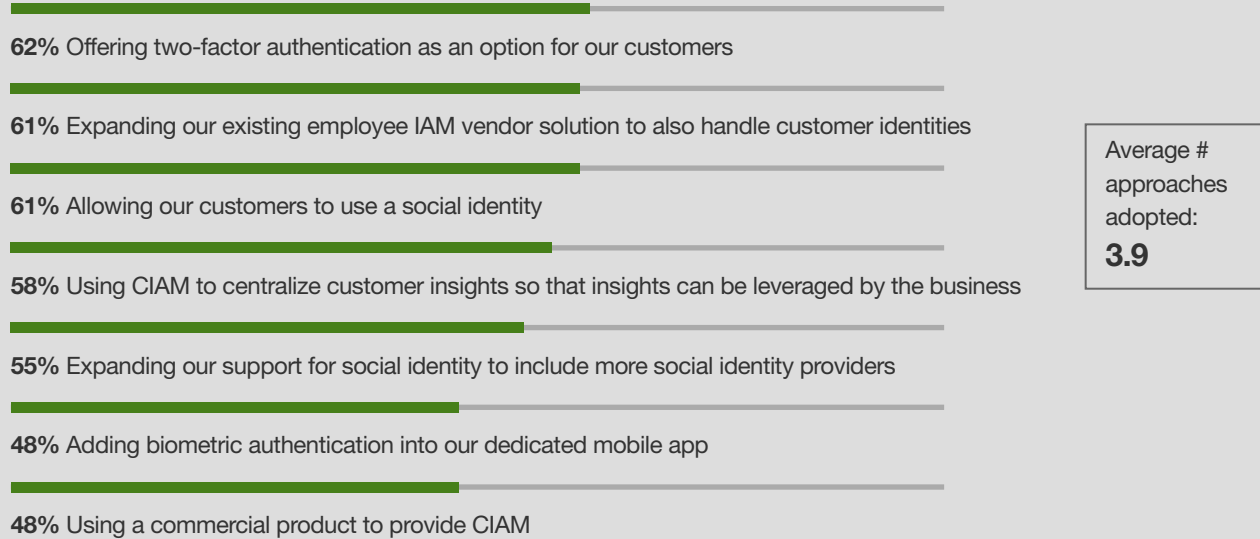 62% Offering two-factor authentication as an option for our customers
61% Expanding our existing employee IAM vendor solution to also handle customer identities
61% Allowing our customers to use a social identity
58% Using CIAM to centralize customer insights so that insights can be leveraged by the business
55% Expanding our support for social identity to include more social identity providers
48% Adding biometric authentication into our dedicated mobile app
48% Using a commercial product to provide CIAM
Average #
approaches
adopted:
3.9